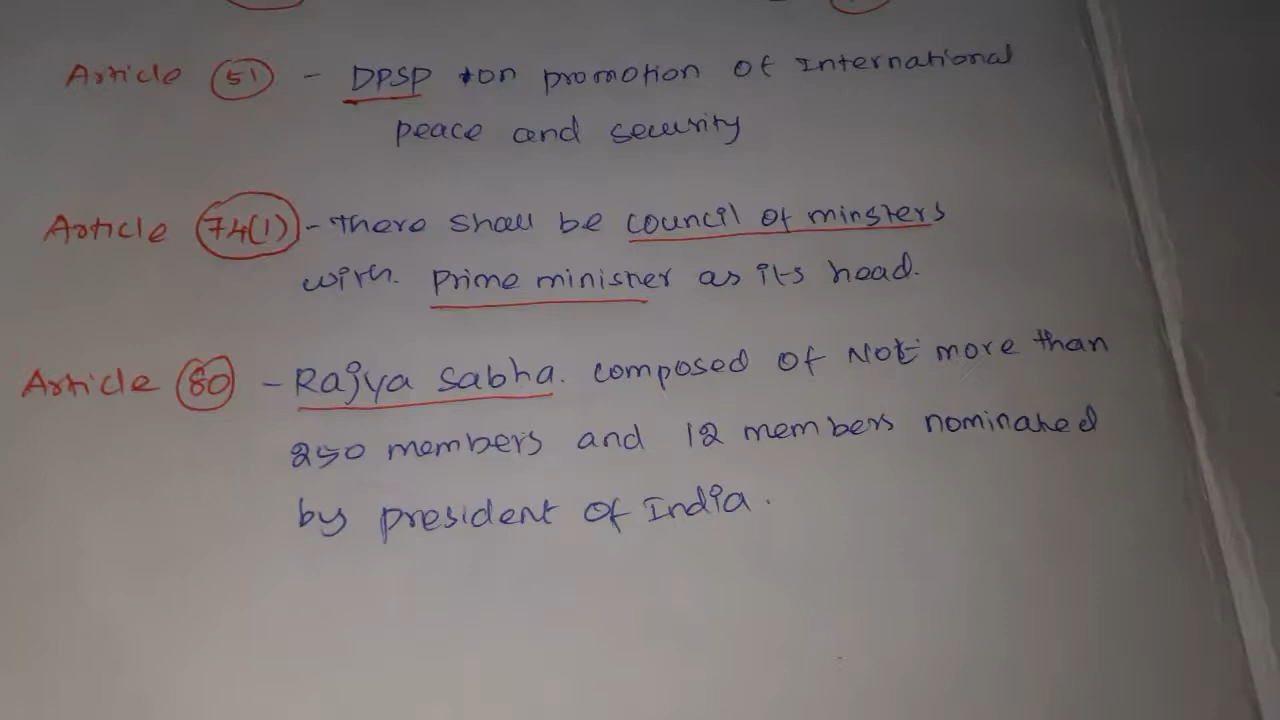 Article 51 - DPSP on promotion of International
peace and security
Article 74(1) - There shall be council of minsters
with. prime minister as its head.
Article 80 - Rajya sabha. composed of Not more than
250 members and 12 members nominated
by president of India.